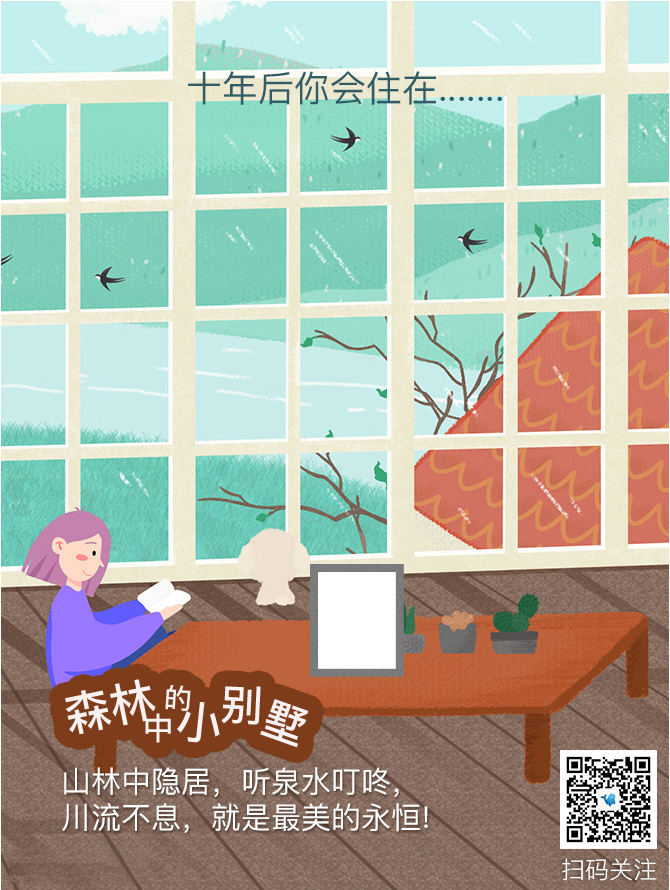 十年后你会住在.......
森林的中小别墅
山林中隐居，听泉水叮咚，
川流不息，就是最美的永恒!
扫码关注